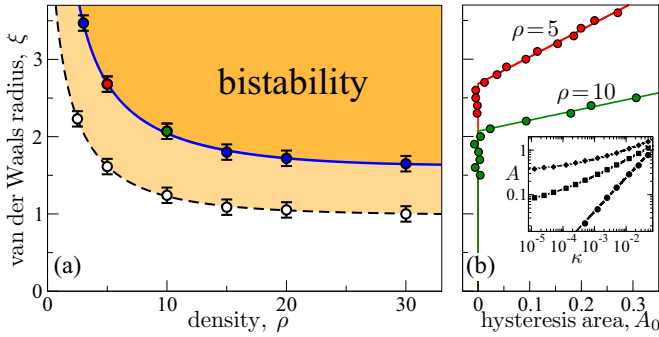 van der Waals radius, ξ
3
2
1
0
bistability
(a)
0
10
20
30
density, ρ
ρ = 5
ρ = 10
A
1
0.1
10⁻⁵
10⁻⁴
10⁻³
10⁻²
κ
(b)
0
0.1
0.2
0.3
hysteresis area, A₀